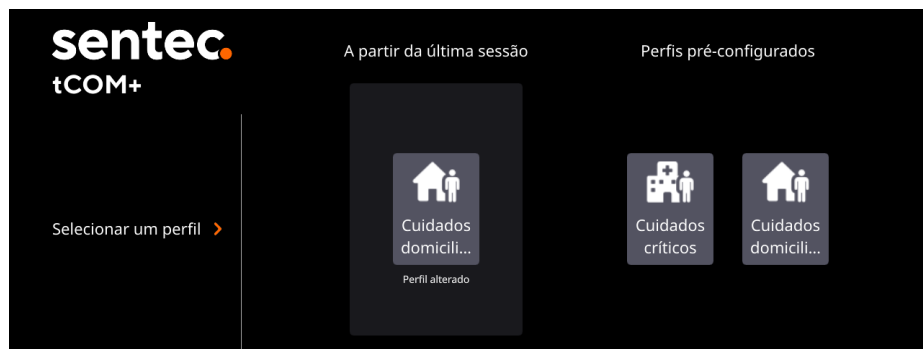 sentec.
tCOM+
Selecionar um perfil
A partir da última sessão
Cuidados
domicili...
Perfil alterado
Perfis pré-configurados
Cuidados
críticos
Cuidados
domicili...